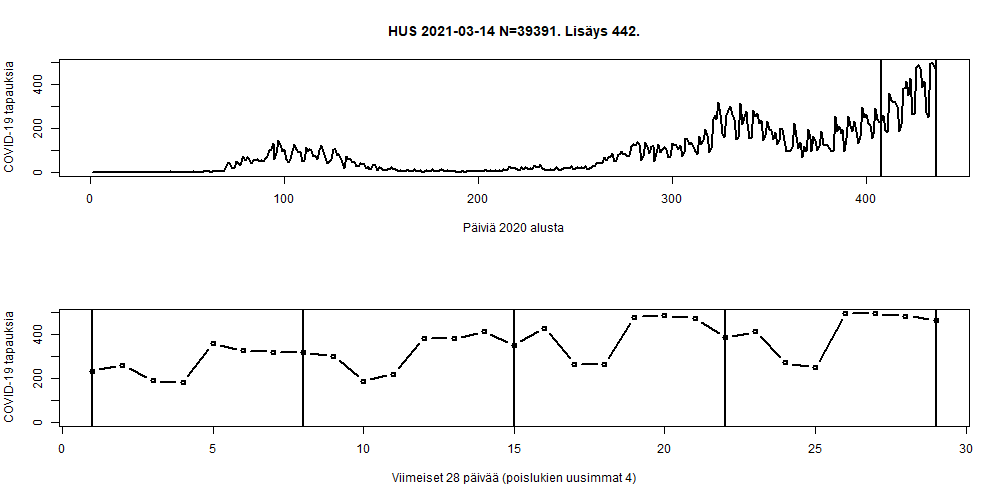 HUS 2021-03-14 N=39391. Lisäys 442.
COVID-19 tapauksia
400
200
0
0 100 200 300 400
Päiviä 2020 alusta
COVID-19 tapauksia
400
200
0
0 5 10 15 20 25 30
Viimeiset 28 päivää (poislukien uusimmat 4)